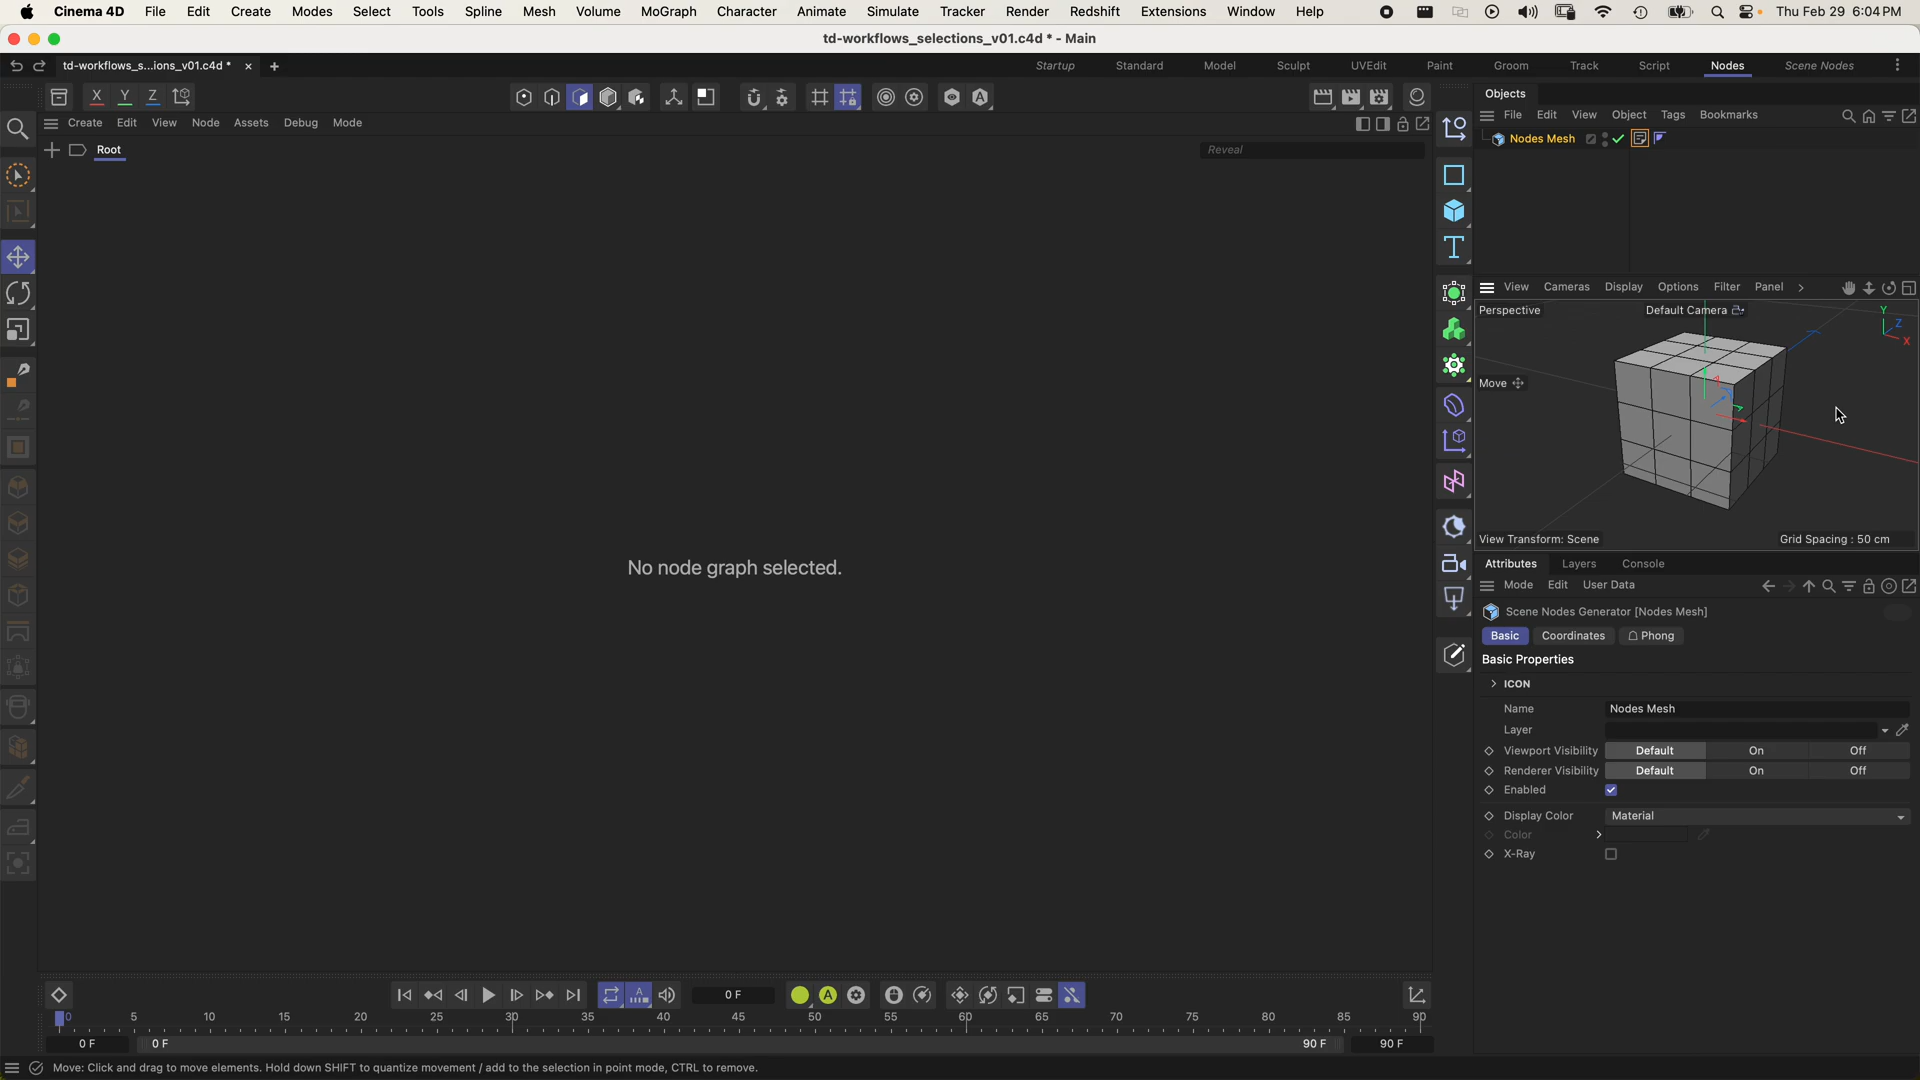 Cinema 4D File Edit Create Modes Select Tools Spline Mesh Volume MoGraph Character Animate Simulate Tracker Render Redshift Extensions Window Help Thu Feb 29 6:04 PM
td-workflows_selections_v01.c4d * - Main
td-workflows_s...ions_v01.c4d * Startup Standard Model Sculpt UVEdit Paint Groom Track Script Nodes Scene Nodes
X Y Z
Objects
File Edit View Object Tags Bookmarks
Create Edit View Node Assets Debug Mode
Nodes Mesh
Root
Reveal
View Cameras Display Options Filter Panel
Perspective Default Camera
Y
Z
X
Move
View Transform: Scene Grid Spacing : 50 cm
No node graph selected.
Attributes Layers Console
Mode Edit User Data
Scene Nodes Generator [Nodes Mesh]
Basic Coordinates Phong
Basic Properties
ICON
Name Nodes Mesh
Layer
Viewport Visibility Default On Off
Renderer Visibility Default On Off
Enabled
Display Color Material
Color
X-Ray
0 F
0 5 10 15 20 25 30 35 40 45 50 55 60 65 70 75 80 85 90
0 F 0 F 90 F 90 F
Move: Click and drag to move elements. Hold down SHIFT to quantize movement / add to the selection in point mode, CTRL to remove.